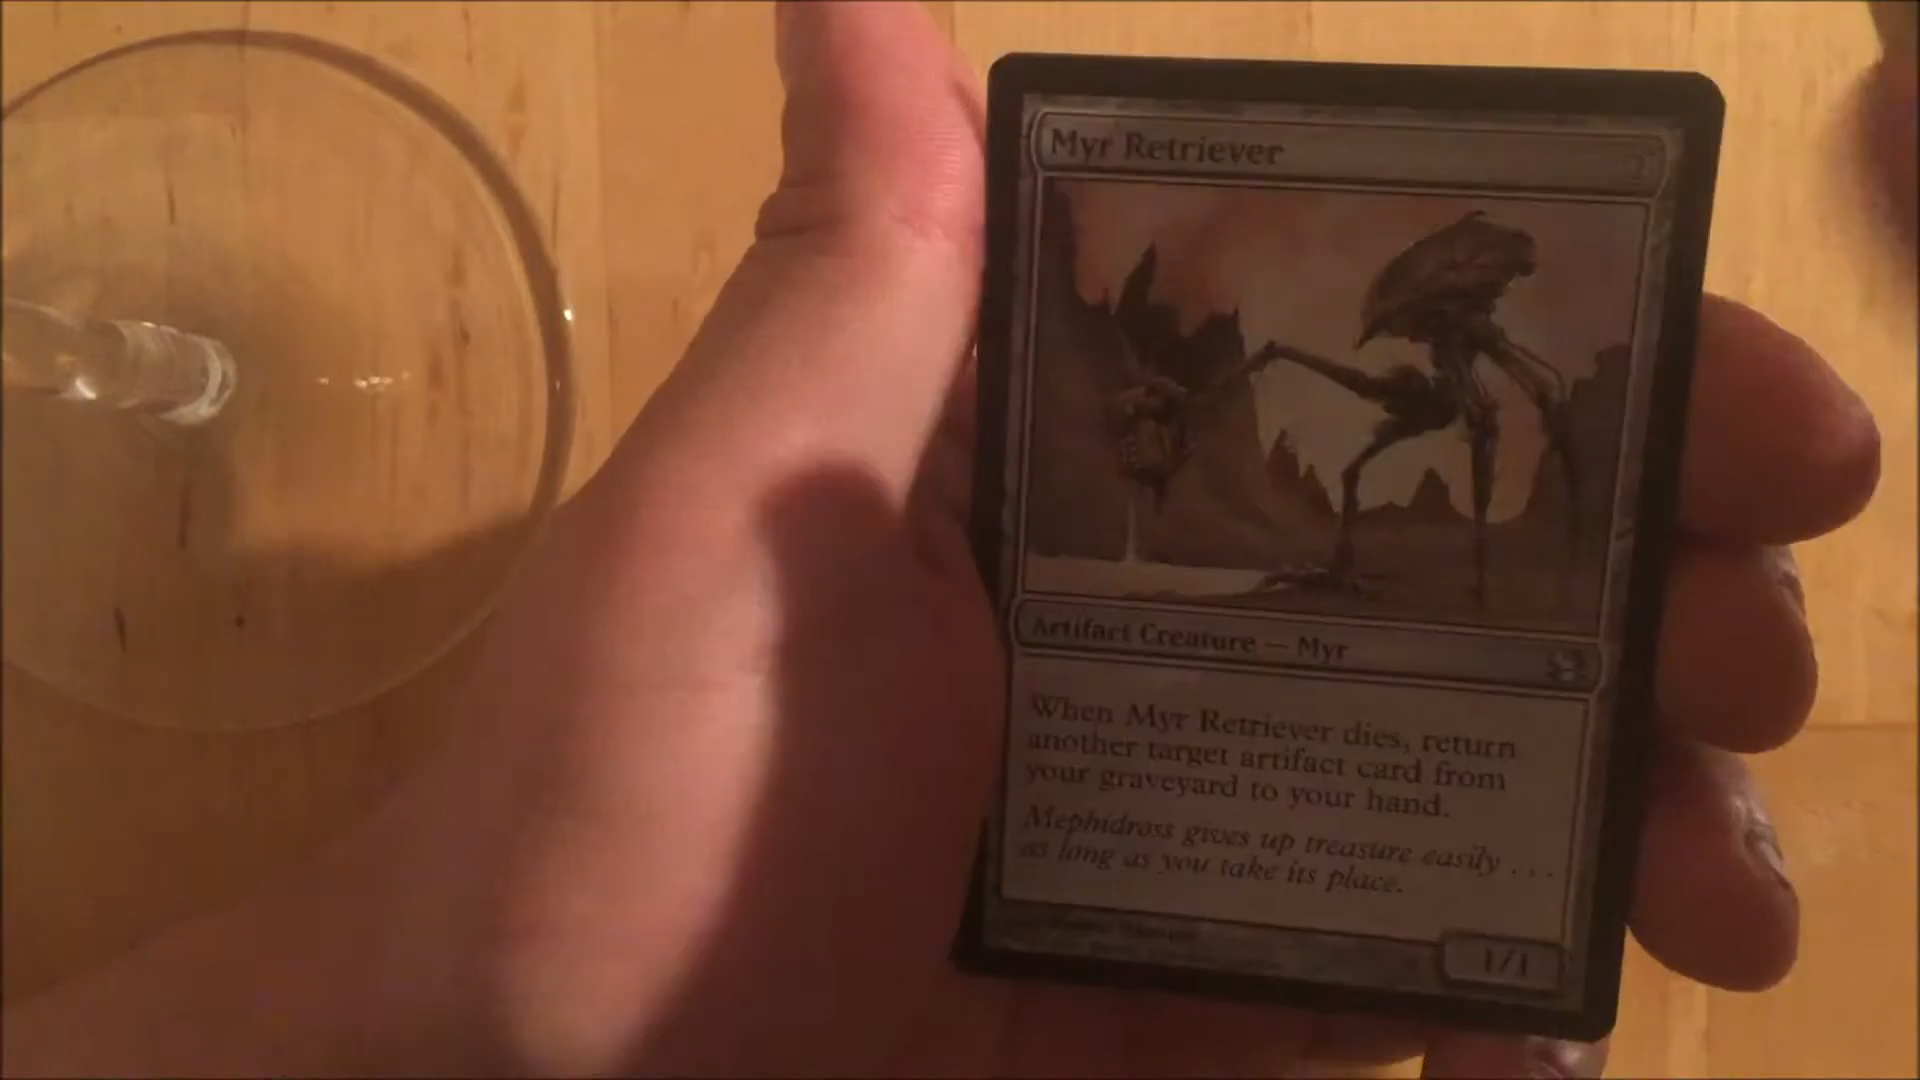 Myr Retriever
Artifact Creature — Myr
When Myr Retriever dies, return
another target artifact card from
your graveyard to your hand.
Mephidross gives up treasure easily . . .
as long as you take its place.
1/1